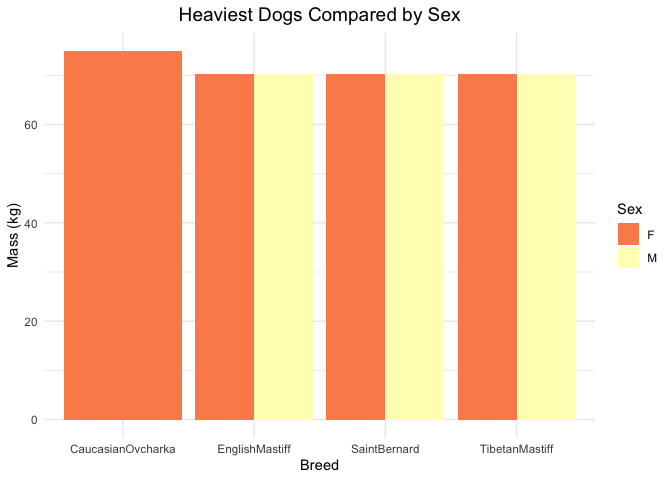 Heaviest Dogs Compared by Sex
Mass (kg)
60
40
20
0
CaucasianOvcharka EnglishMastiff SaintBernard TibetanMastiff
Breed
Sex
F
M